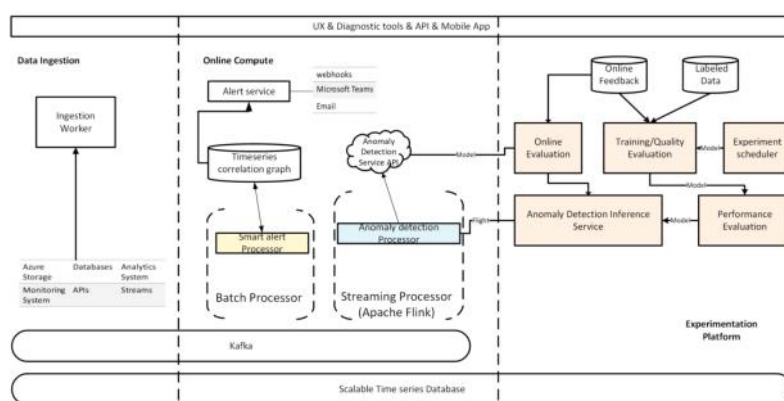 UX & Diagnostic tools & API & Mobile App
Data Ingestion
Ingestion
Worker
Azure
Storage
Databases
Analytics
System
Monitoring
System
APIs
Streams
Online Compute
Alert service
webhooks
Microsoft Teams
Email
Timeseries
correlation graph
Smart alert
Processor
Batch Processor
Anomaly
Detection
Service API
Anomaly detection
Processor
Streaming Processor
(Apache Flink)
Online
Feedback
Labeled
Data
Online
Evaluation
Training/Quality
Evaluation
Experiment
scheduler
Model
Model
Anomaly Detection Inference
Service
Performance
Evaluation
Flight
Model
Experimentation
Platform
Kafka
Scalable Time series Database